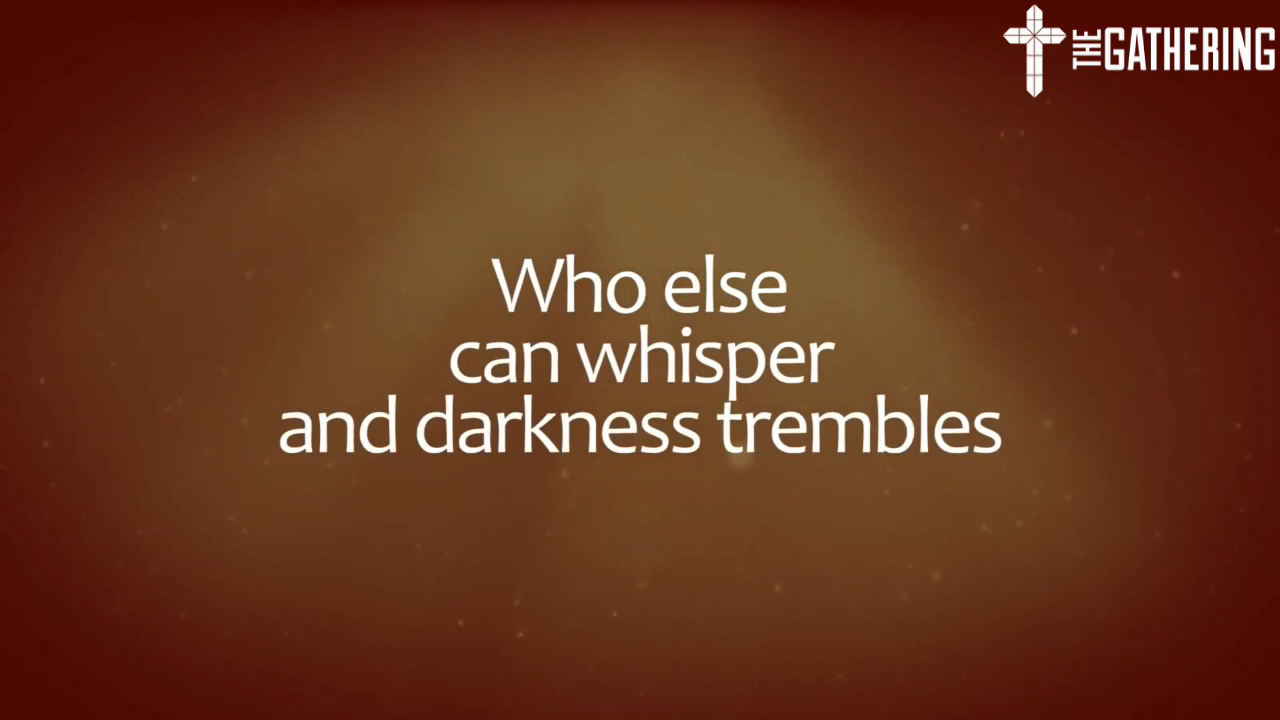 THE GATHERING
Who else
can whisper
and darkness trembles